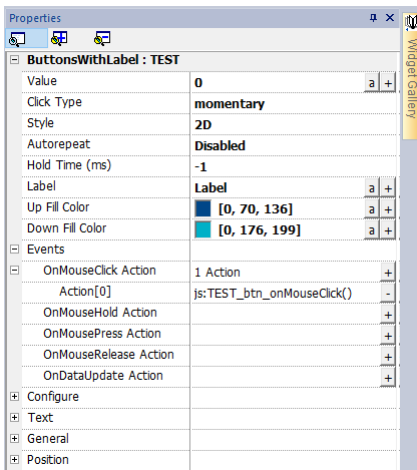 Properties
Widget Gallery
ButtonsWithLabel : TEST
Value 0 a +
Click Type momentary
Style 2D
Autorepeat Disabled
Hold Time (ms) -1
Label Label a +
Up Fill Color [0, 70, 136] a +
Down Fill Color [0, 176, 199] a +
Events
OnMouseClick Action 1 Action +
Action[0] js:TEST_btn_onMouseClick() -
OnMouseHold Action +
OnMousePress Action +
OnMouseRelease Action +
OnDataUpdate Action +
Configure
Text
General
Position